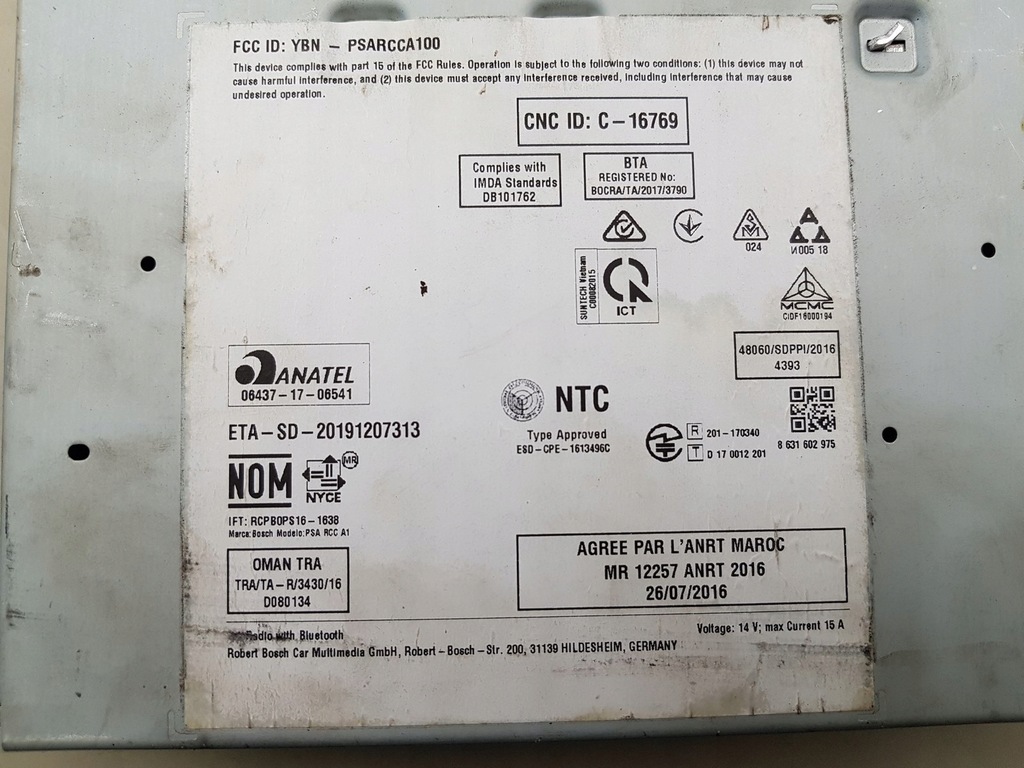 FCC ID: YBN - PSARCCA100
This device complies with part 15 of the FCC Rules. Operation is subject to the following two conditions: (1) this device may not
cause harmful interference, and (2) this device must accept any interference received, including interference that may cause
undesired operation.
CNC ID: C-16769
Complies with
IMDA Standards
DB101762
BTA
REGISTERED No:
BOCRA/TA/2017/3790
024
И005 18
SUNTECH Vietnam
C00082015
ICT
MCMC
CIDF16000194
48060/SDPPI/2016
4393
ANATEL
06437-17-06541
NTC
Type Approved
ESD-CPE-1613496C
R 201-170340
T D 17 0012 201
8 631 602 975
ETA-SD-20191207313
NOM
MR
NYCE
IFT: RCPBOPS16-1638
Marca: Bosch Modelo: PSA RCC A1
OMAN TRA
TRA/TA-R/3430/16
D080134
AGREE PAR L'ANRT MAROC
MR 12257 ANRT 2016
26/07/2016
Radio with Bluetooth
Voltage: 14 V; max Current 15 A
Robert Bosch Car Multimedia GmbH, Robert-Bosch-Str. 200, 31139 HILDESHEIM, GERMANY